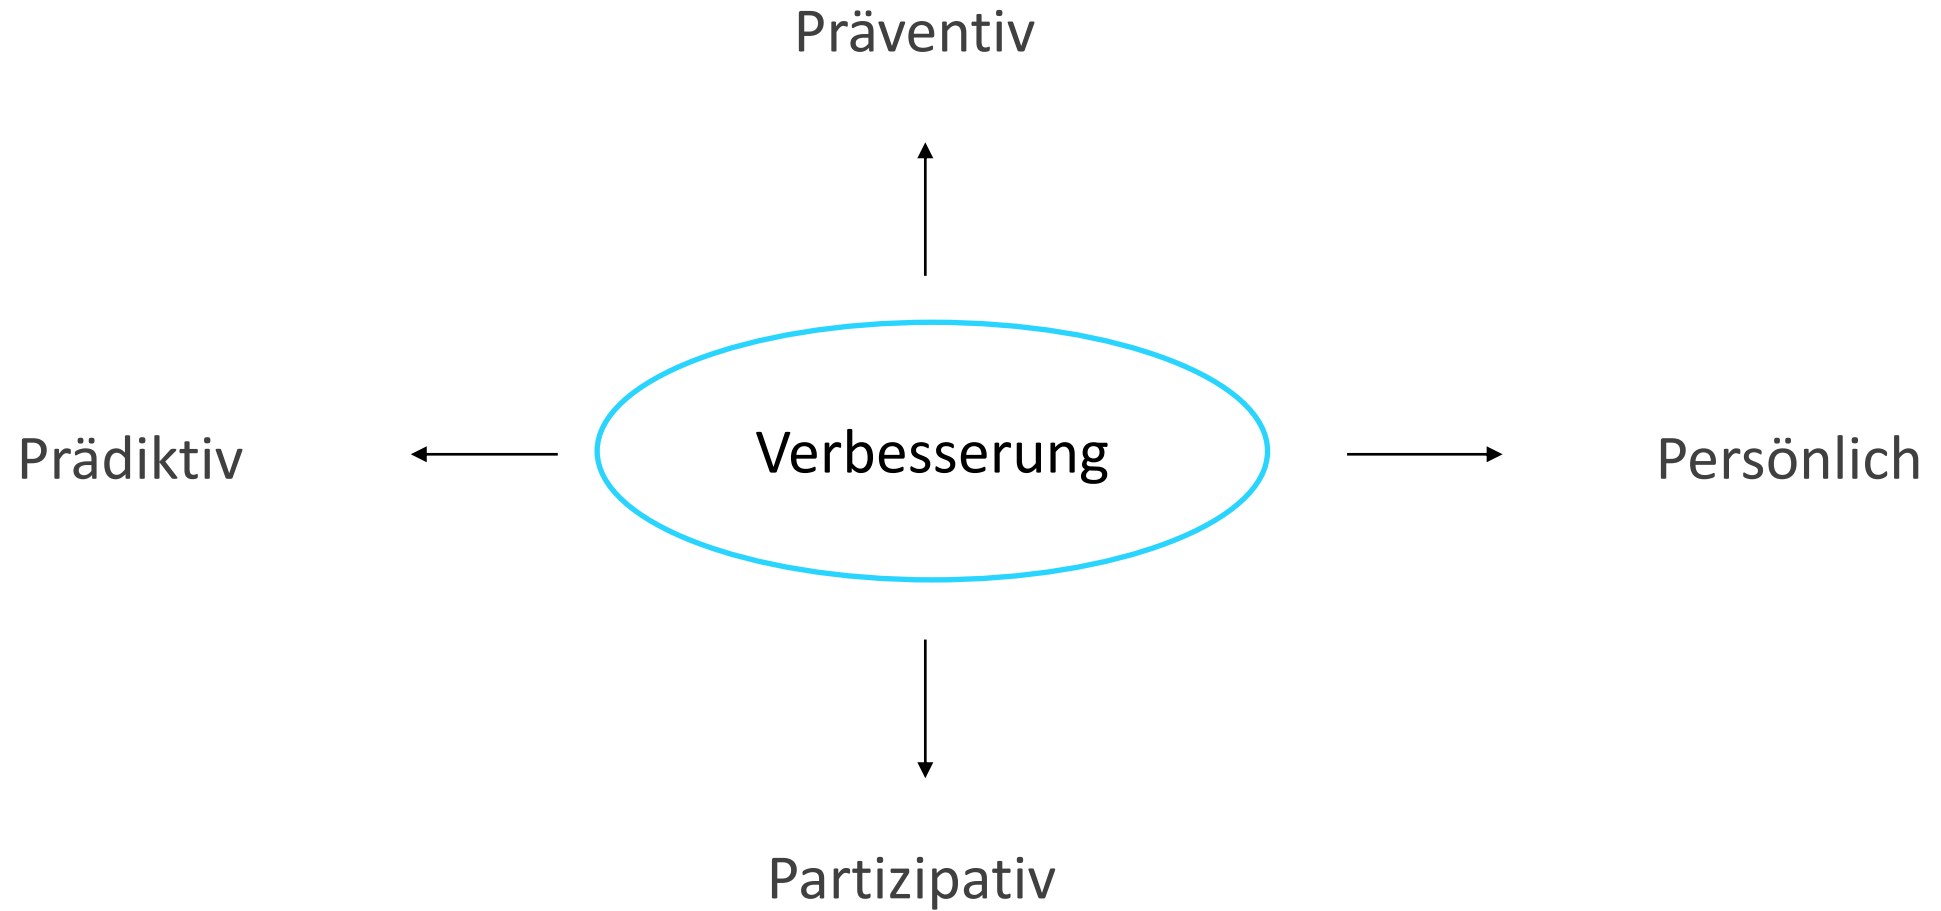 Präventiv
Prädiktiv
Verbesserung
Persönlich
Partizipativ